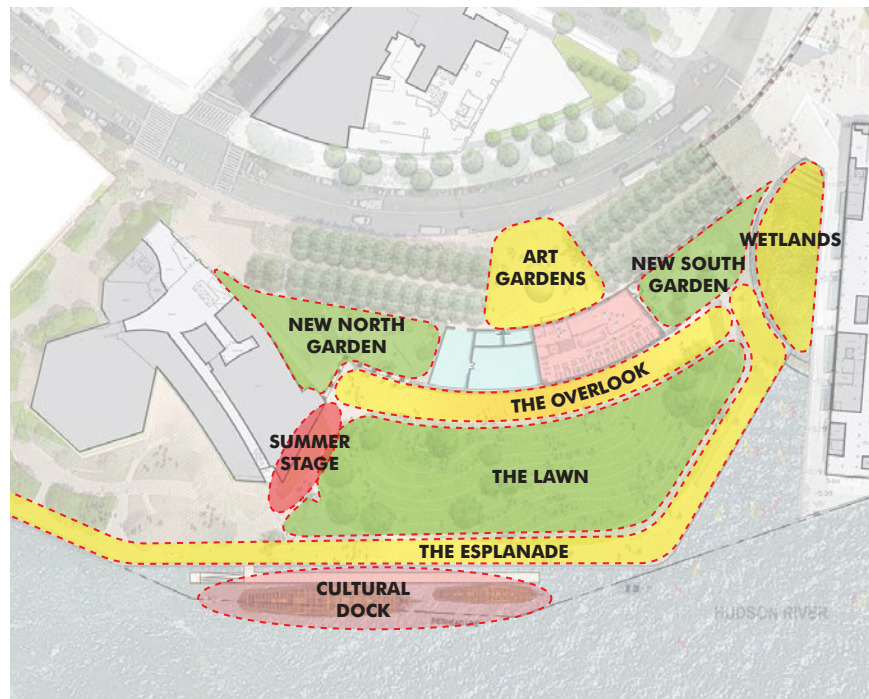 ART
GARDENS
NEW SOUTH
GARDEN
WETLANDS
NEW NORTH
GARDEN
THE OVERLOOK
SUMMER
STAGE
THE LAWN
THE ESPLANADE
CULTURAL
DOCK
HUDSON RIVER